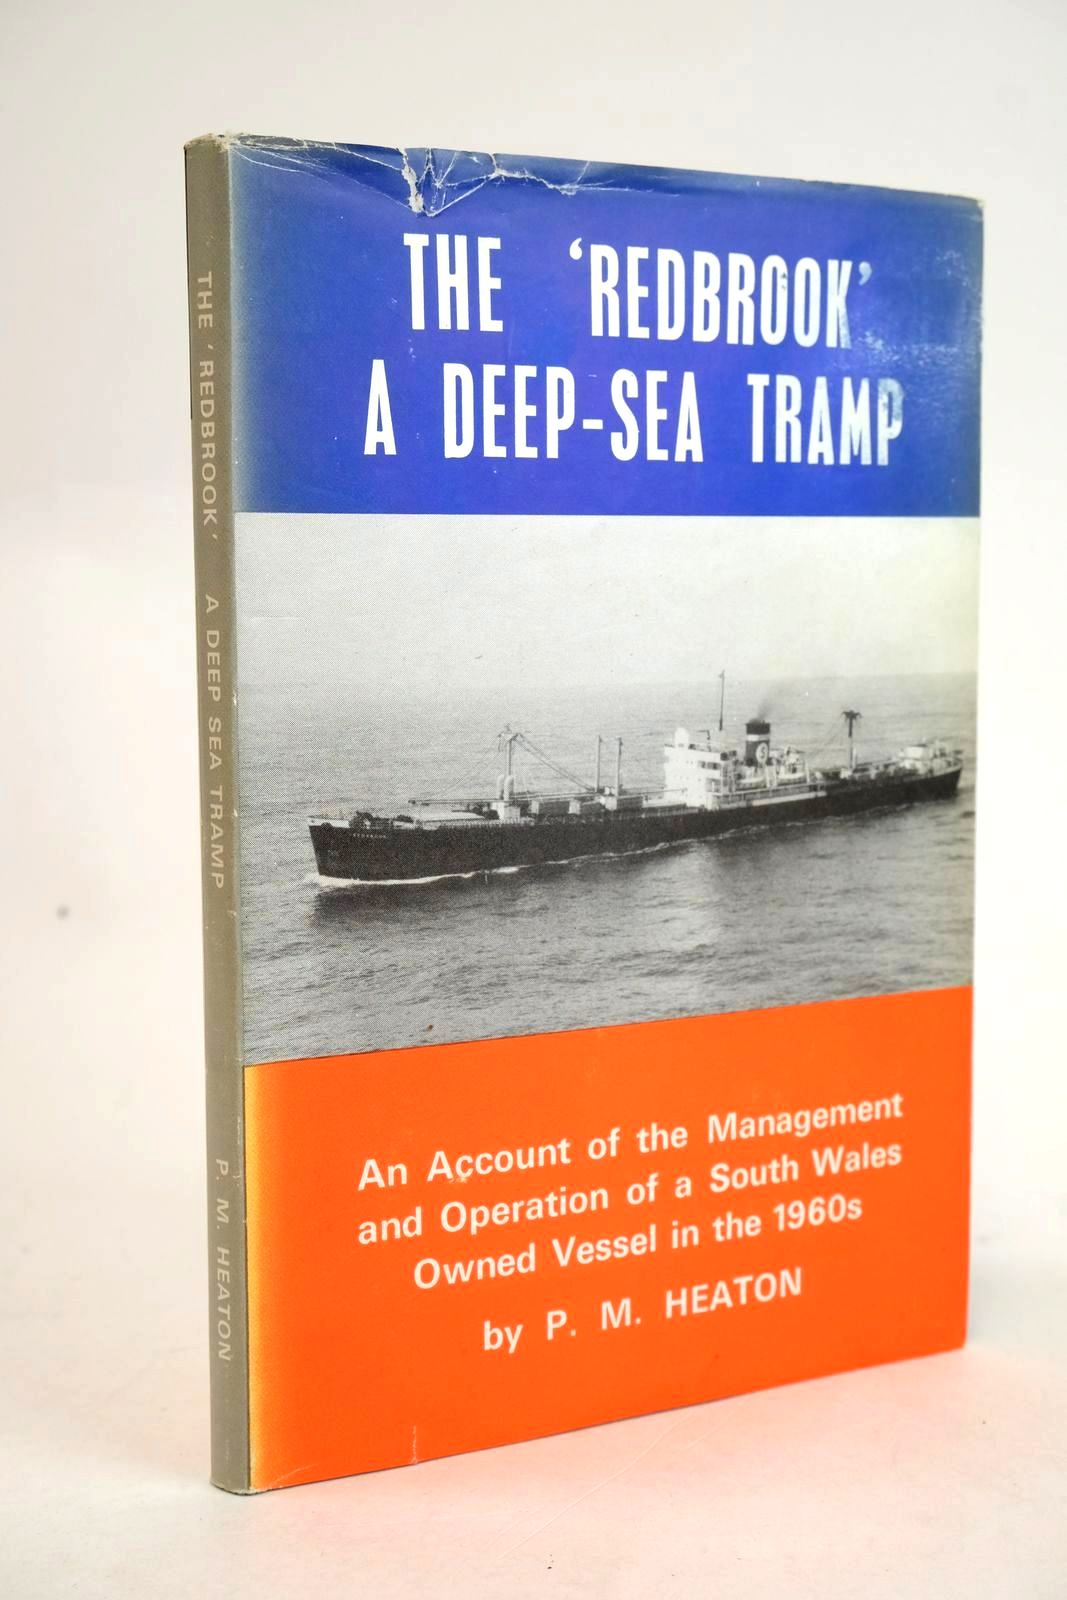 THE 'REDBROOK' A DEEP SEA TRAMP P. M. HEATON
THE 'REDBROOK'
A DEEP-SEA TRAMP
REDBROOK
An Account of the Management
and Operation of a South Wales
Owned Vessel in the 1960s
by P. M. HEATON